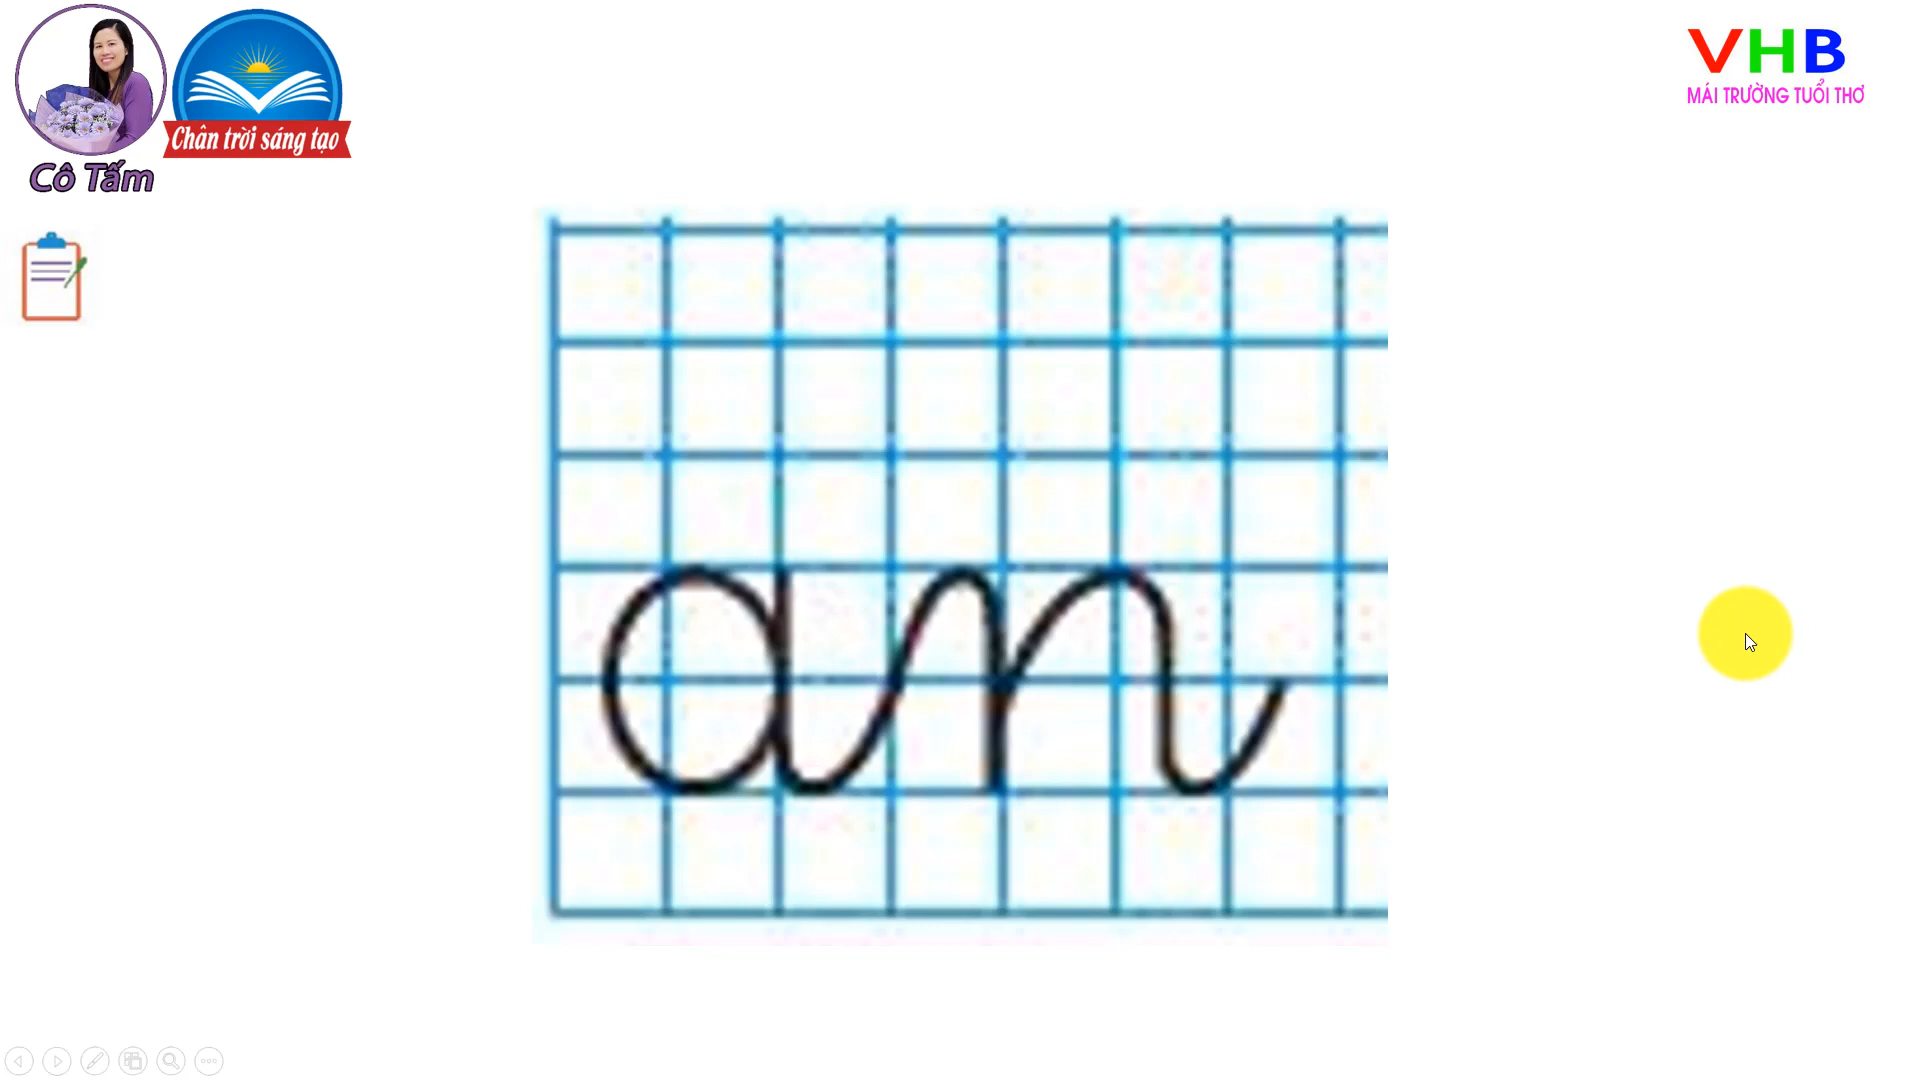 Cô Tấm
Chân trời sáng tạo
VHB
MÁI TRƯỜNG TUỔI THƠ
an